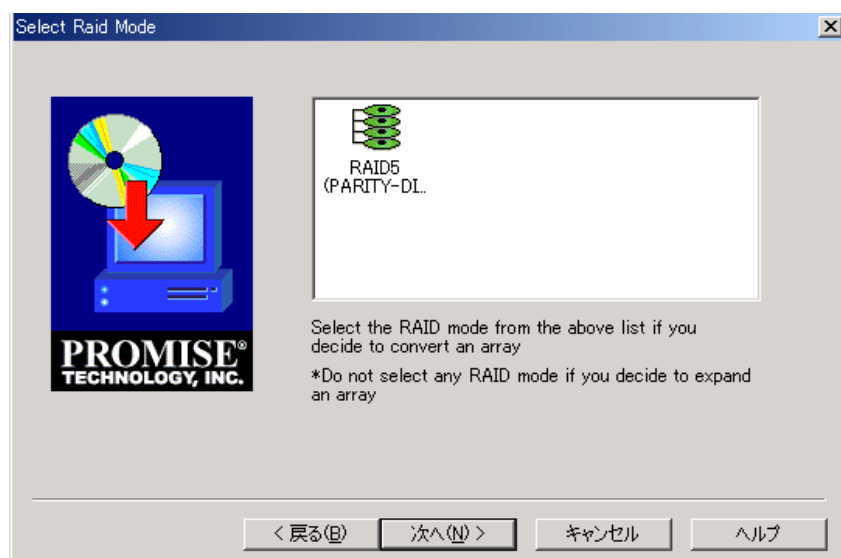 Select Raid Mode
RAID5
(PARITY-DI..
PROMISE®
TECHNOLOGY, INC.
Select the RAID mode from the above list if you
decide to convert an array
*Do not select any RAID mode if you decide to expand
an array
< 戻る(B)
次へ(N) >
キャンセル
ヘルプ